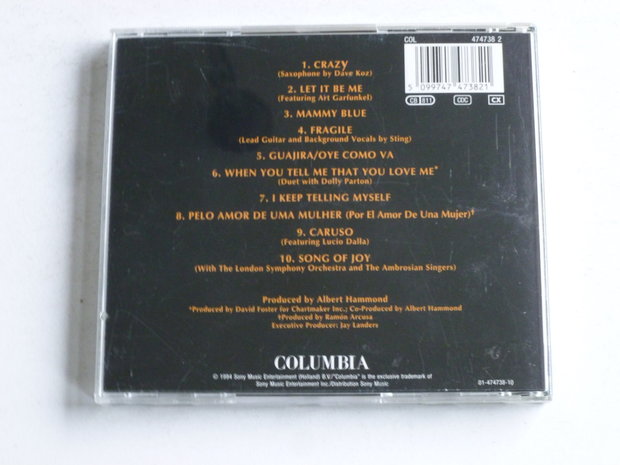 COL 474738 2
5 099747 473821
GB 811 CDC CX
1. CRAZY
(Saxophone by Dave Koz)
2. LET IT BE ME
(Featuring Art Garfunkel)
3. MAMMY BLUE
4. FRAGILE
(Lead Guitar and Background Vocals by Sting)
5. GUAJIRA/OYE COMO VA
6. WHEN YOU TELL ME THAT YOU LOVE ME*
(Duet with Dolly Parton)
7. I KEEP TELLING MYSELF
8. PELO AMOR DE UMA MULHER (Por El Amor De Una Mujer)†
9. CARUSO
(Featuring Lucio Dalla)
10. SONG OF JOY
(With The London Symphony Orchestra and The Ambrosian Singers)
Produced by Albert Hammond
*Produced by David Foster for Chartmaker Inc.; Co-Produced by Albert Hammond
†Produced by Ramón Arcusa
Executive Producer: Jay Landers
COLUMBIA
© 1994 Sony Music Entertainment (Holland) B.V./"Columbia" is the exclusive trademark of
Sony Music Entertainment Inc./Distribution Sony Music
01-474738-10